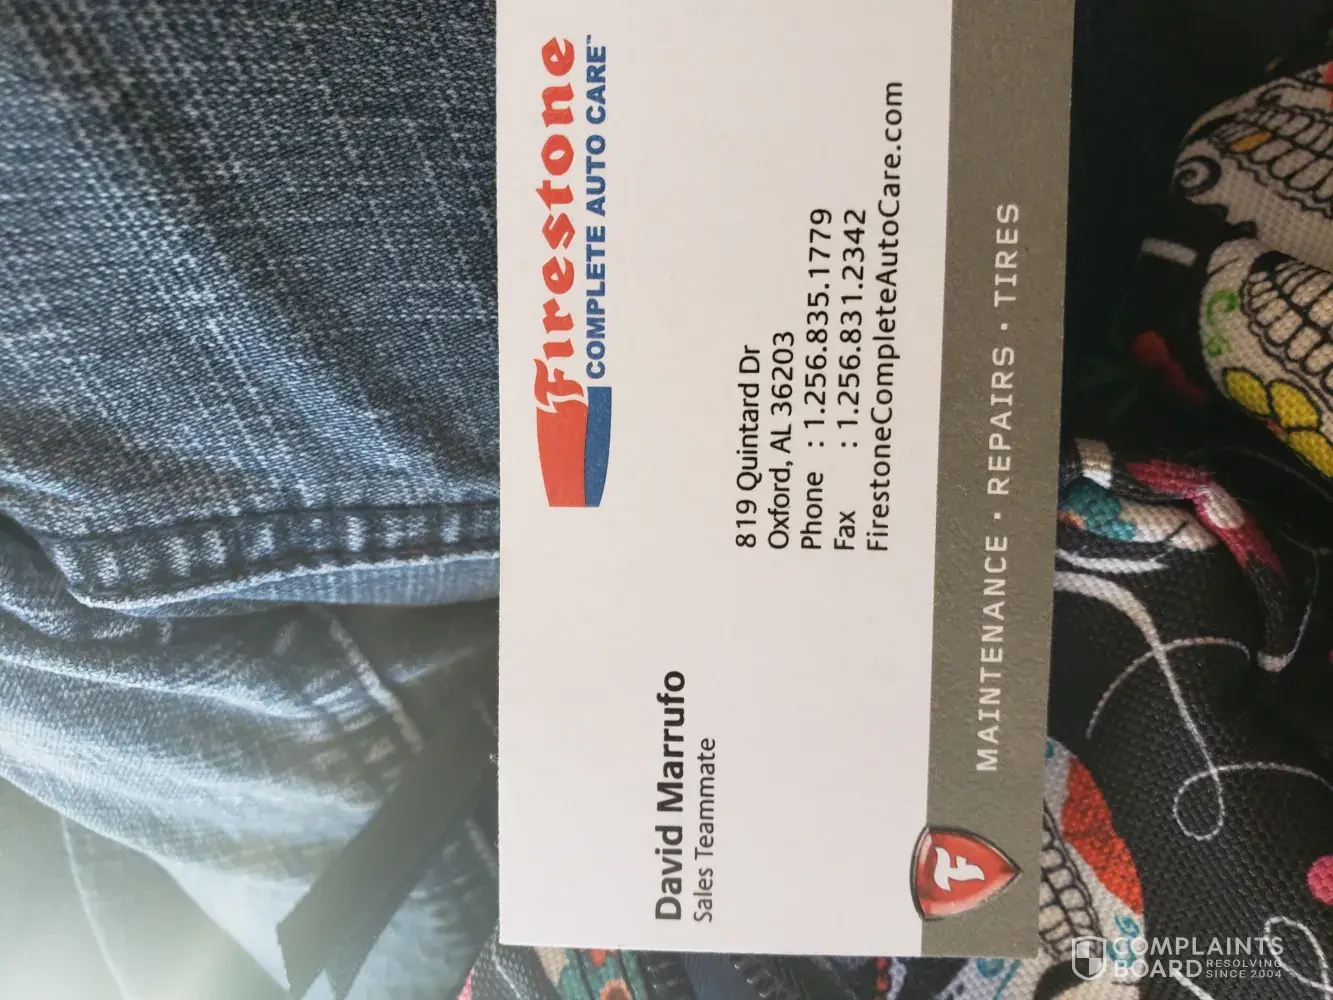 Firestone
COMPLETE AUTO CARE™
David Marrufo
Sales Teammate
819 Quintard Dr
Oxford, AL 36203
Phone : 1.256.835.1779
Fax : 1.256.831.2342
FirestoneCompleteAutoCare.com
F
MAINTENANCE · REPAIRS · TIRES
COMPLAINTS
BOARD RESOLVING
SINCE 2004